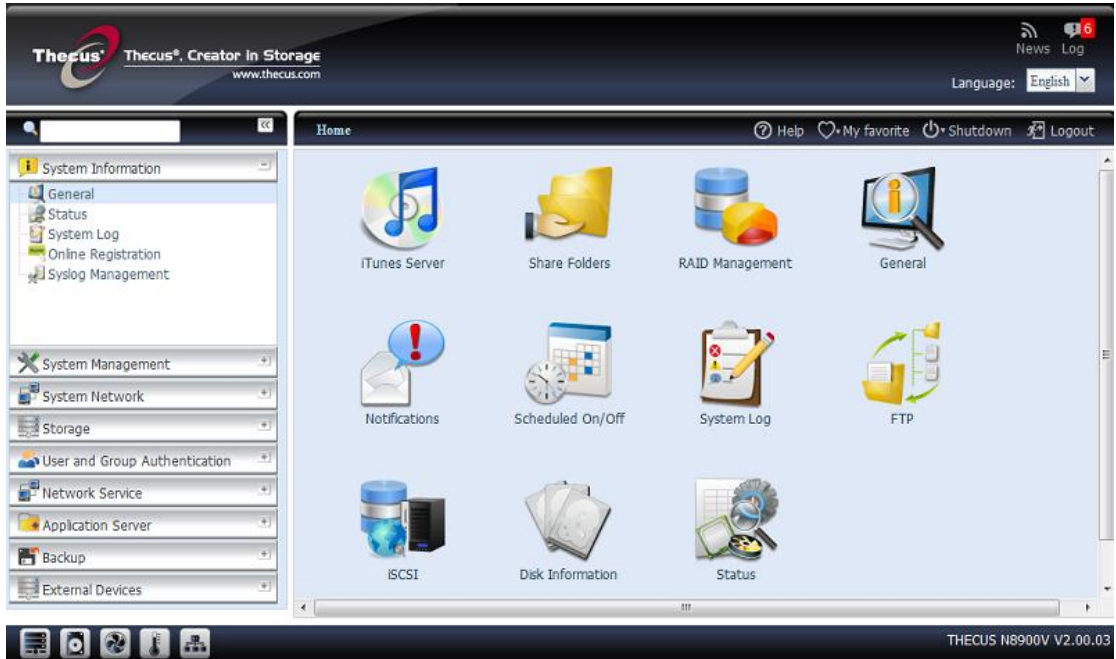 Thecus® Thecus®, Creator in Storage
www.thecus.com
6
News Log
Language: English
Home Help My favorite Shutdown Logout
System Information
General
Status
System Log
Online Registration
Syslog Management
System Management
System Network
Storage
User and Group Authentication
Network Service
Application Server
Backup
External Devices
iTunes Server Share Folders RAID Management General
Notifications Scheduled On/Off System Log FTP
iSCSI Disk Information Status
THECUS N8900V V2.00.03